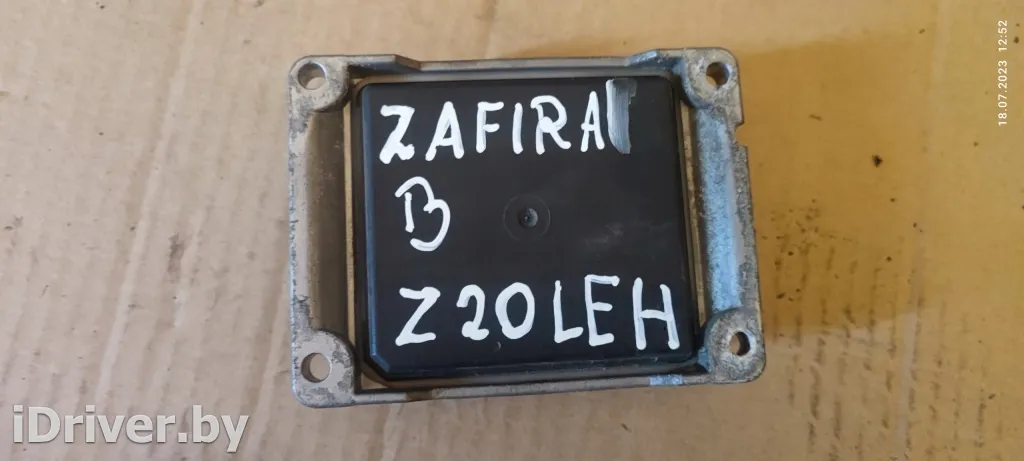 ZAFIRA
B
Z20LEH
18.07.2023 12:52
iDriver.by